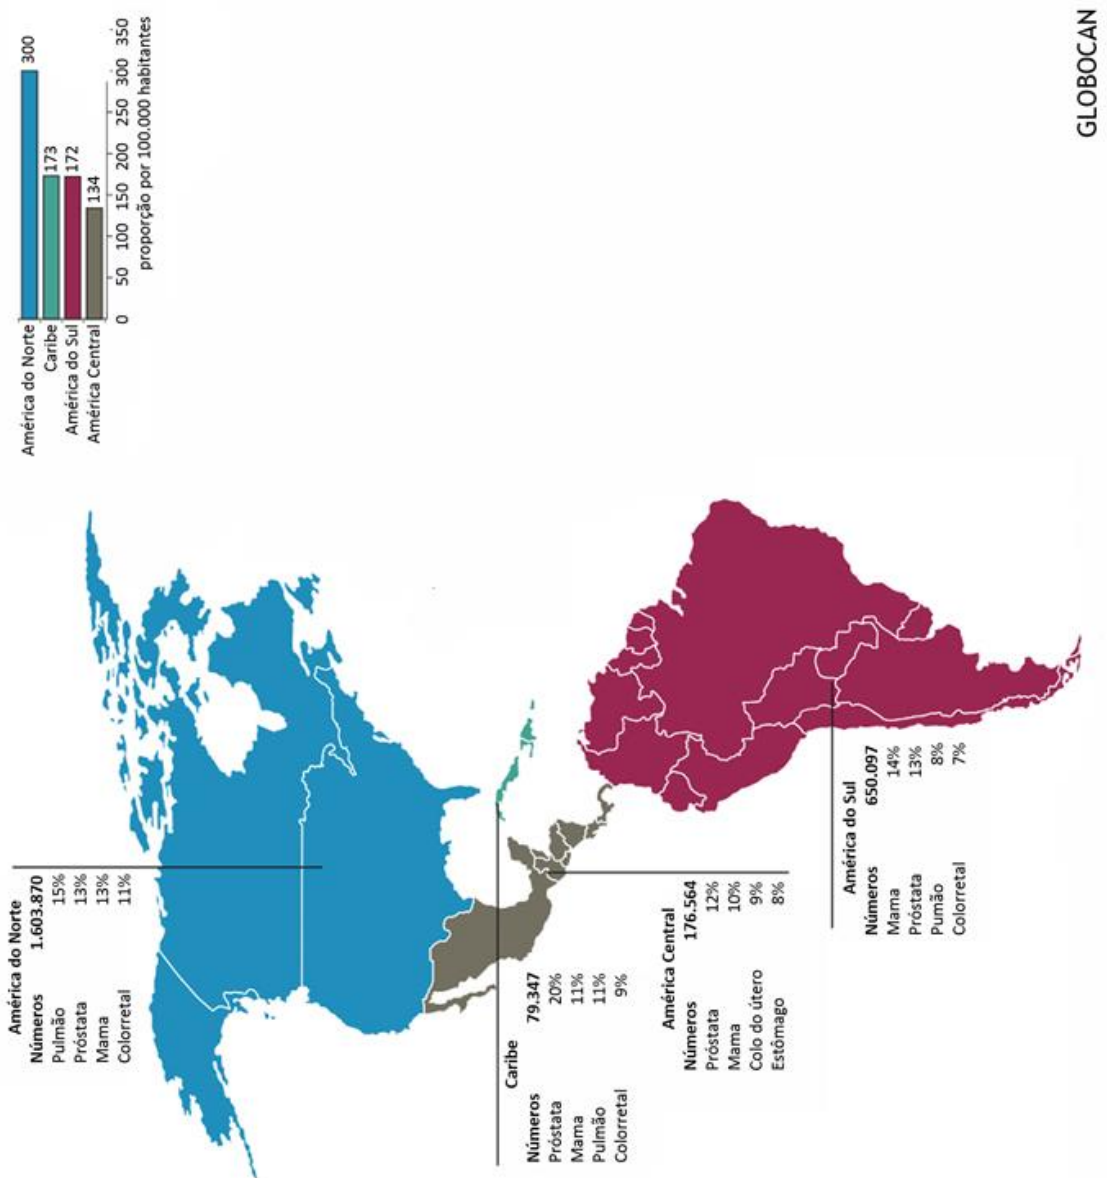 América do Norte
Números 1.603.870
Pulmão 15%
Próstata 13%
Mama 13%
Colorretal 11%
América do Norte 300
Caribe 173
América do Sul 172
América Central 134
0 50 100 150 200 250 300 350
proporção por 100.000 habitantes
Caribe
Números 79.347
Próstata 20%
Mama 11%
Pulmão 11%
Colorretal 9%
América Central
Números 176.564
Próstata 12%
Mama 10%
Colo do útero 9%
Estômago 8%
América do Sul
Números 650.097
Mama 14%
Próstata 13%
Pumão 8%
Colorretal 7%
GLOBOCAN